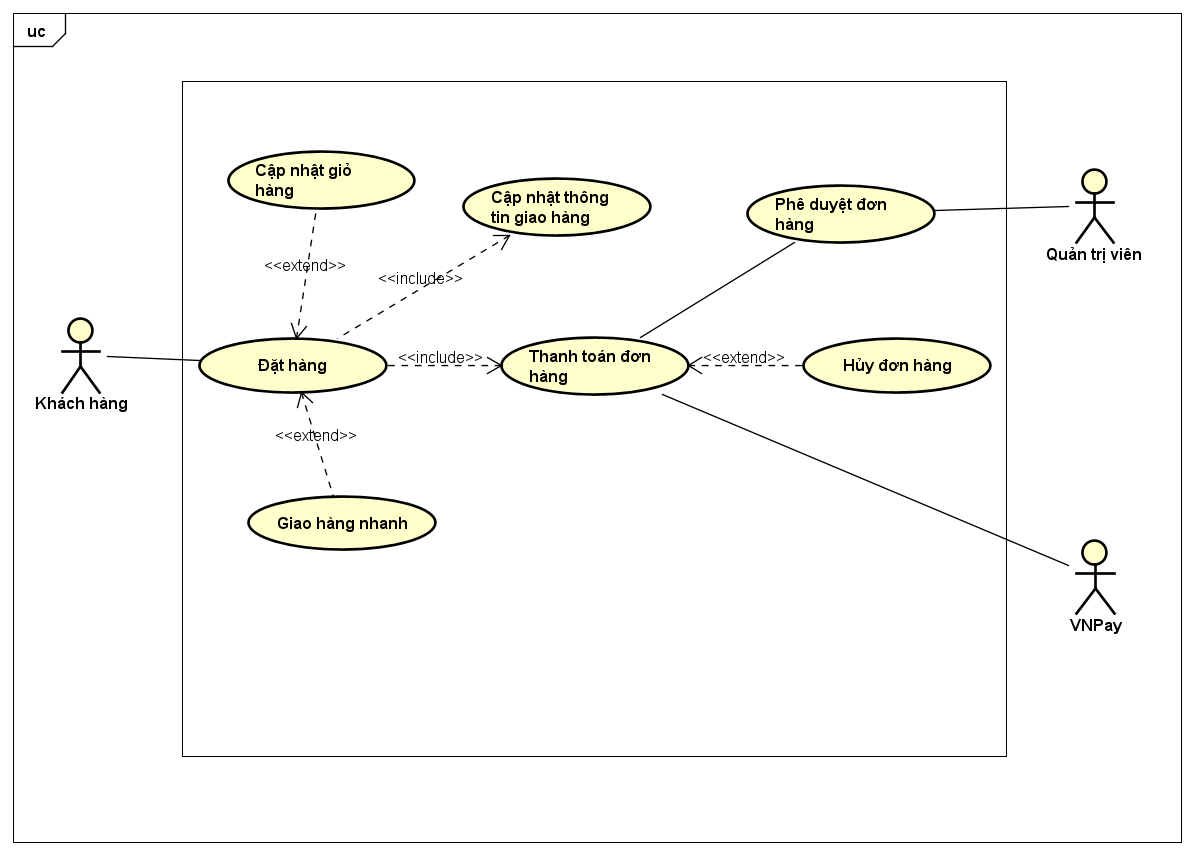 uc
Cập nhật giỏ
hàng
Cập nhật thông
tin giao hàng
Phê duyệt đơn
hàng
Quản trị viên
<<extend>>
<<include>>
Khách hàng
Đặt hàng
<<include>>
Thanh toán đơn
hàng
<<extend>>
Hủy đơn hàng
<<extend>>
Giao hàng nhanh
VNPay